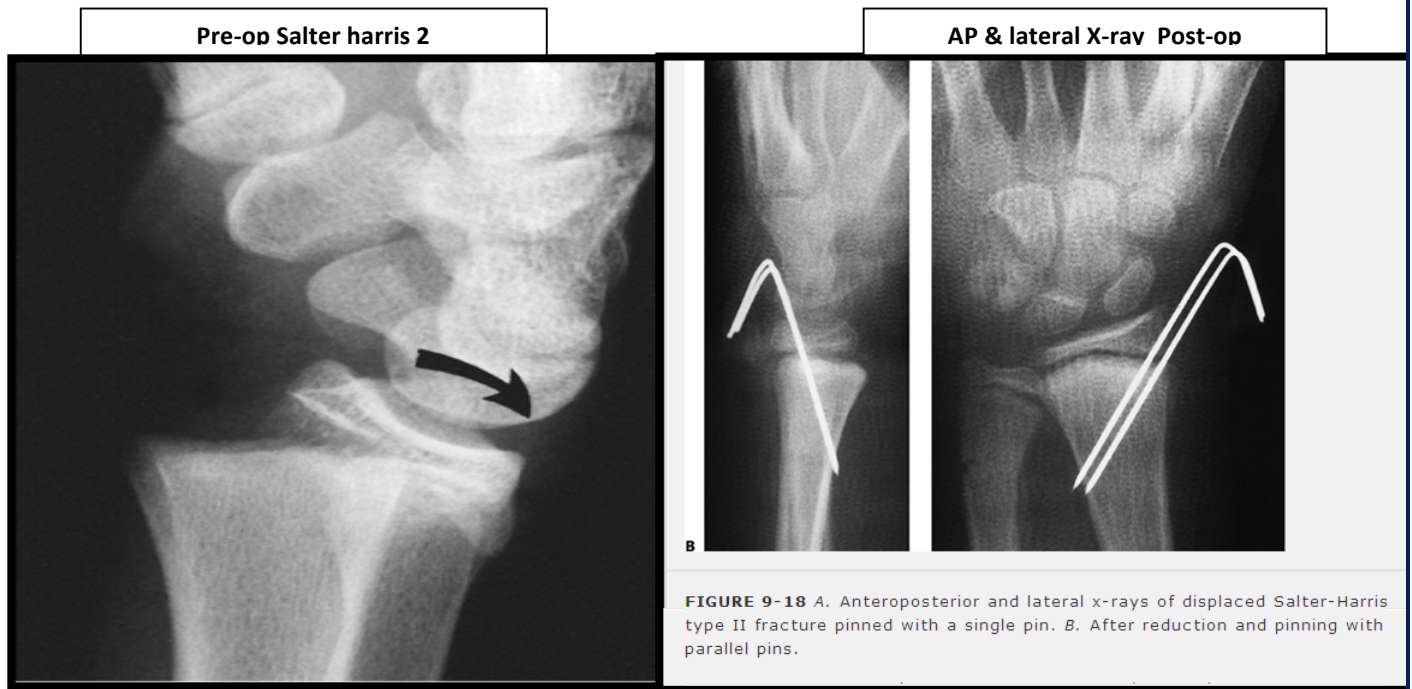 Pre-op Salter harris 2
AP & lateral X-ray Post-op
B
FIGURE 9-18 A. Anteroposterior and lateral x-rays of displaced Salter-Harris
type II fracture pinned with a single pin. B. After reduction and pinning with
parallel pins.